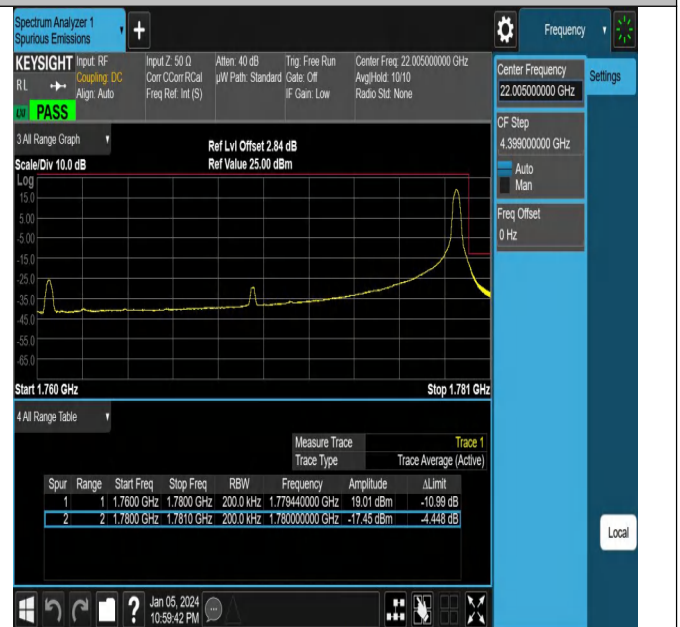 Spectrum Analyzer 1
Spurious Emissions
+
Frequency
KEYSIGHT Input: RF Input Z: 50 Ω Atten: 40 dB Trig: Free Run Center Freq: 22.005000000 GHz
RL Coupling: DC Corr CCorr RCal µW Path: Standard Gate: Off Avg|Hold: 10/10
Align: Auto Freq Ref: Int (S) IF Gain: Low Radio Std: None
PASS
Center Frequency
22.005000000 GHz
Settings
CF Step
4.399000000 GHz
Auto
Man
Freq Offset
0 Hz
3 All Range Graph
Ref Lvl Offset 2.84 dB
Scale/Div 10.0 dB Ref Value 25.00 dBm
Log
15.0
5.00
-5.00
-15.0
-25.0
-35.0
-45.0
-55.0
-65.0
Start 1.760 GHz Stop 1.781 GHz
4 All Range Table
Measure Trace Trace 1
Trace Type Trace Average (Active)
Spur Range Start Freq Stop Freq RBW Frequency Amplitude ΔLimit
1 1 1.7600 GHz 1.7800 GHz 200.0 kHz 1.779440000 GHz 19.01 dBm -10.99 dB
2 2 1.7800 GHz 1.7810 GHz 200.0 kHz 1.780000000 GHz -17.45 dBm -4.448 dB
Local
?
Jan 05, 2024
10:59:42 PM